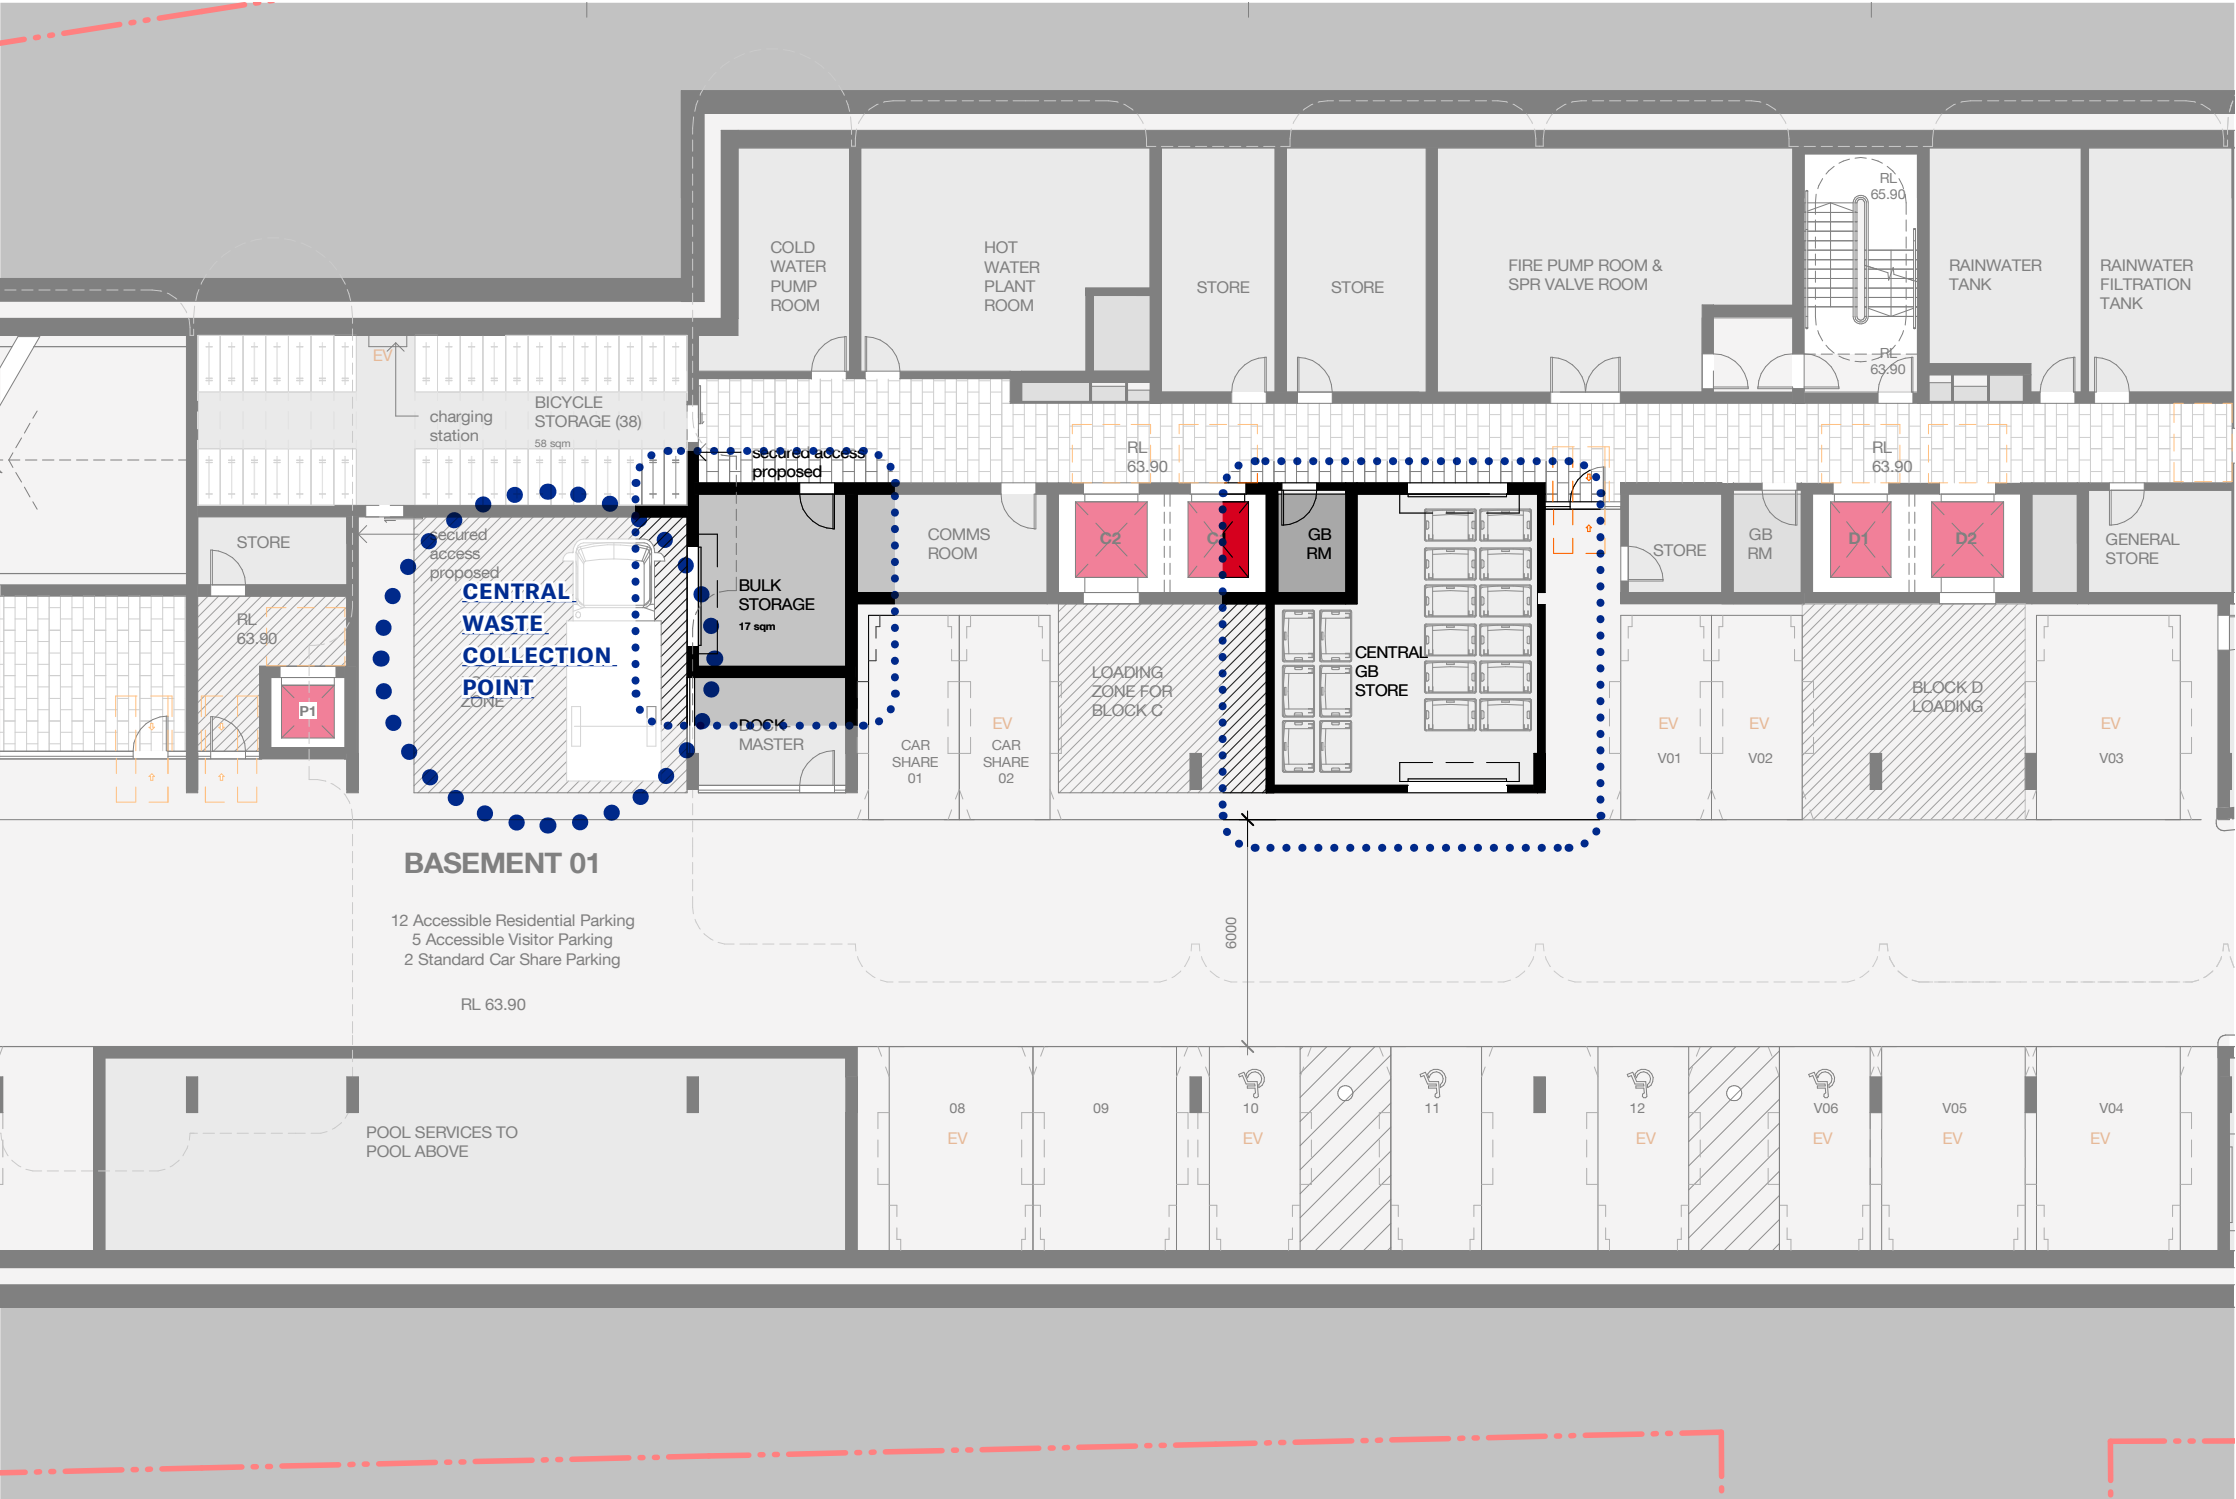 COLD
WATER
PUMP
ROOM
HOT
WATER
PLANT
ROOM
STORE
STORE
FIRE PUMP ROOM &
SPR VALVE ROOM
RL
65.90
RL
63.90
RAINWATER
TANK
RAINWATER
FILTRATION
TANK
EV
charging
station
BICYCLE
STORAGE (38)
58 sqm
secured access
proposed
RL
63.90
RL
63.90
STORE
secured
access
proposed
CENTRAL
WASTE
COLLECTION
POINT
ZONE
RL
63.90
P1
BULK
STORAGE
17 sqm
DOCK
MASTER
COMMS
ROOM
C2
GB
RM
CENTRAL
GB
STORE
STORE
GB
RM
D1
D2
GENERAL
STORE
CAR
SHARE
01
EV
CAR
SHARE
02
LOADING
ZONE FOR
BLOCK C
EV
V01
EV
V02
BLOCK D
LOADING
EV
V03
BASEMENT 01
12 Accessible Residential Parking
5 Accessible Visitor Parking
2 Standard Car Share Parking
RL 63.90
6000
POOL SERVICES TO
POOL ABOVE
08
EV
09
10
EV
11
12
EV
V06
EV
V05
EV
V04
EV